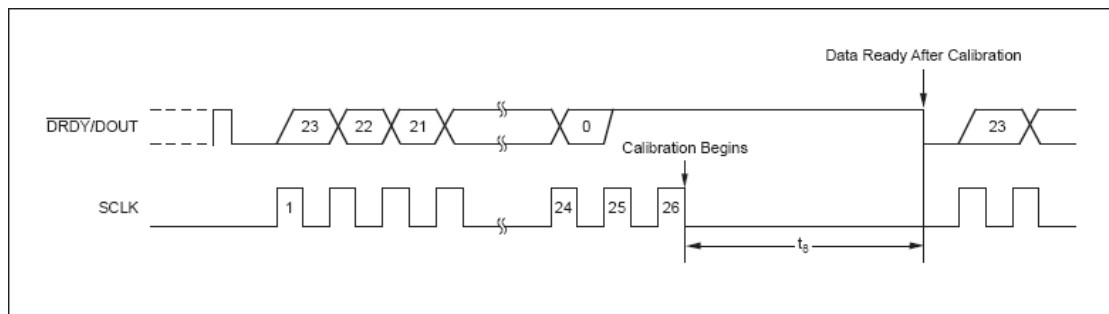 Data Ready After Calibration
DRDY/DOUT
23
22
21
0
23
Calibration Begins
SCLK
1
24
25
26
t8